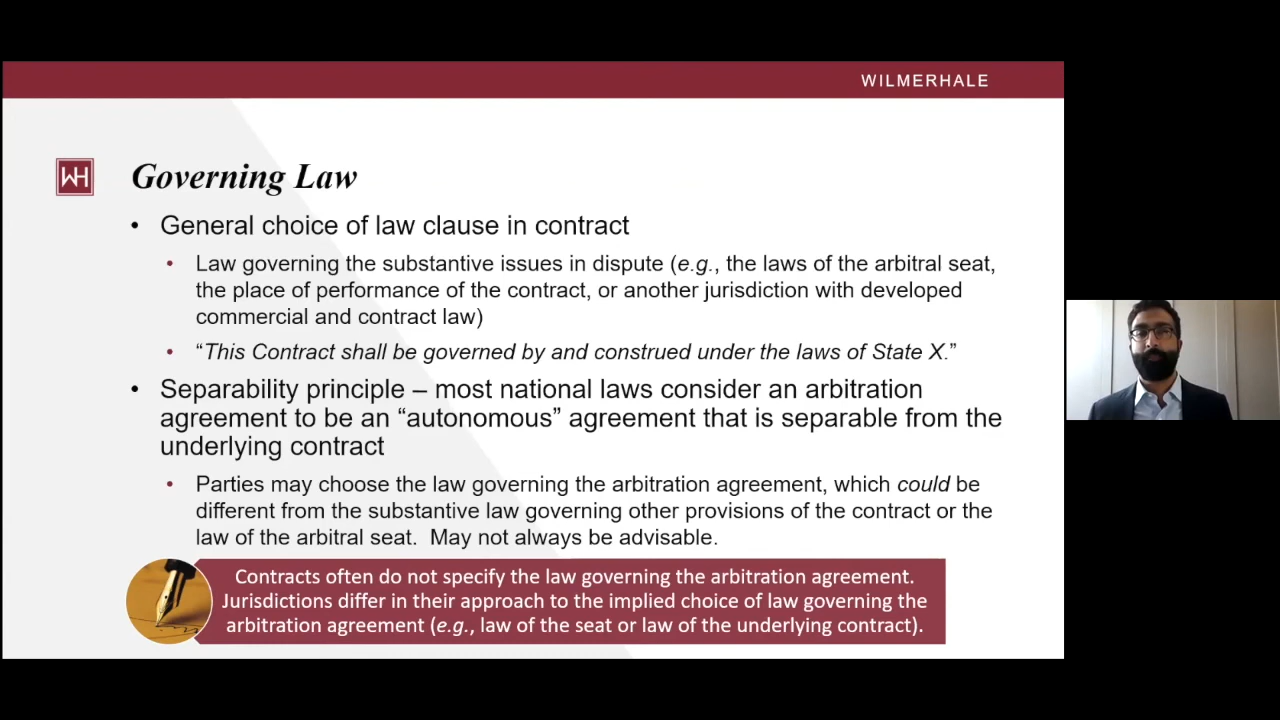 WILMERHALE
WH
Governing Law
• General choice of law clause in contract
• Law governing the substantive issues in dispute (e.g., the laws of the arbitral seat,
the place of performance of the contract, or another jurisdiction with developed
commercial and contract law)
• “This Contract shall be governed by and construed under the laws of State X.”
• Separability principle – most national laws consider an arbitration
agreement to be an “autonomous” agreement that is separable from the
underlying contract
• Parties may choose the law governing the arbitration agreement, which could be
different from the substantive law governing other provisions of the contract or the
law of the arbitral seat.  May not always be advisable.
Contracts often do not specify the law governing the arbitration agreement.
Jurisdictions differ in their approach to the implied choice of law governing the
arbitration agreement (e.g., law of the seat or law of the underlying contract).